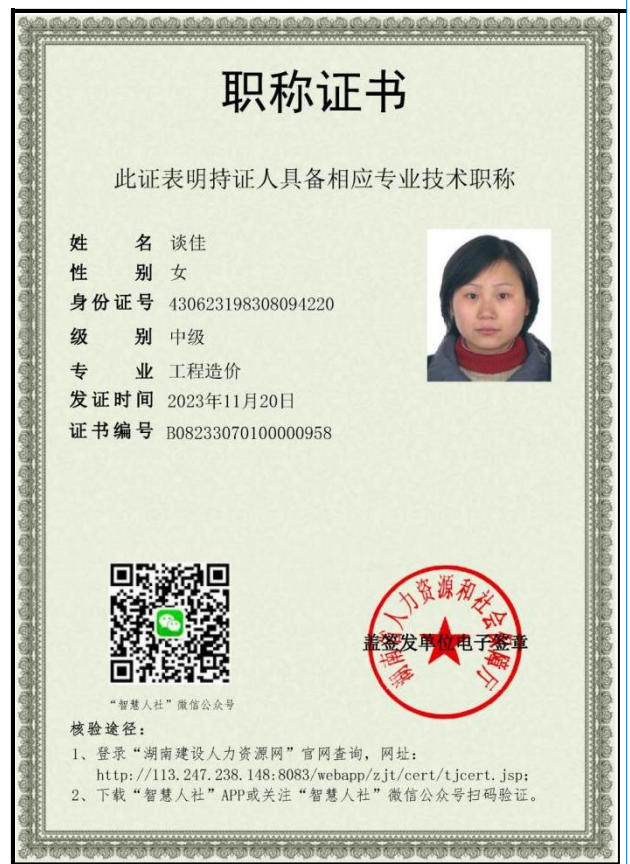 职称证书
此证表明持证人具备相应专业技术职称
姓 名 谈佳
性 别 女
身份证号 430623198308094220
级 别 中级
专 业 工程造价
发证时间 2023年11月20日
证书编号 B08233070100000958
湖南省人力资源和社会保障厅
盖签发单位电子签章
“智慧人社”微信公众号
核验途径：
1、登录“湖南建设人力资源网”官网查询，网址：
http://113.247.238.148:8083/webapp/zjt/cert/tjcert.jsp;
2、下载“智慧人社”APP或关注“智慧人社”微信公众号扫码验证。